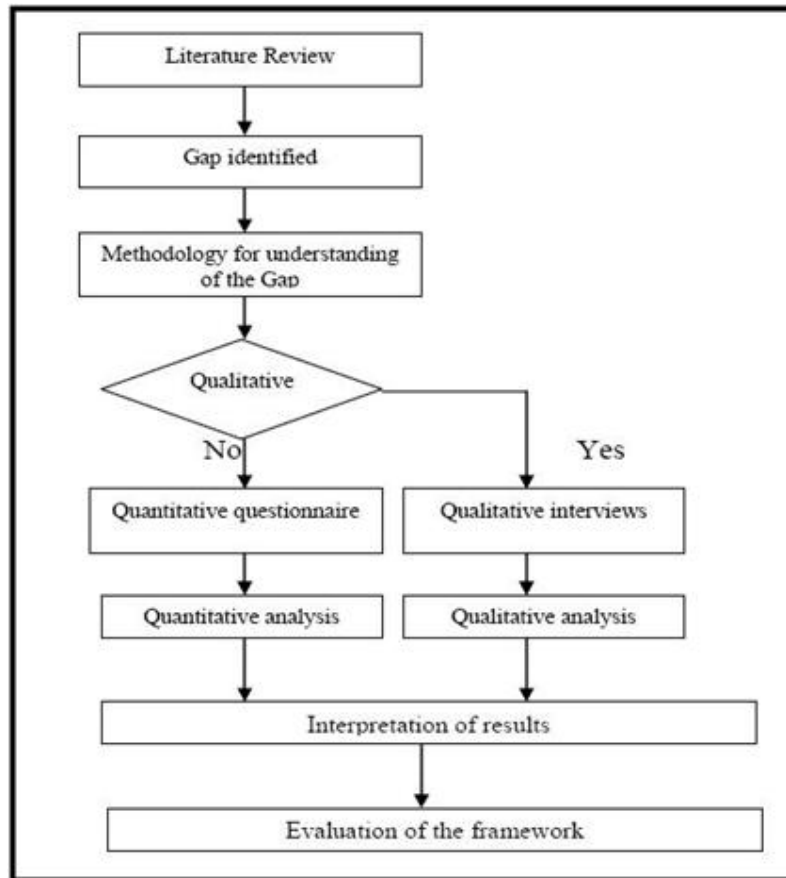 Literature Review
Gap identified
Methodology for understanding
of the Gap
Qualitative
No
Yes
Quantitative questionnaire
Qualitative interviews
Quantitative analysis
Qualitative analysis
Interpretation of results
Evaluation of the framework